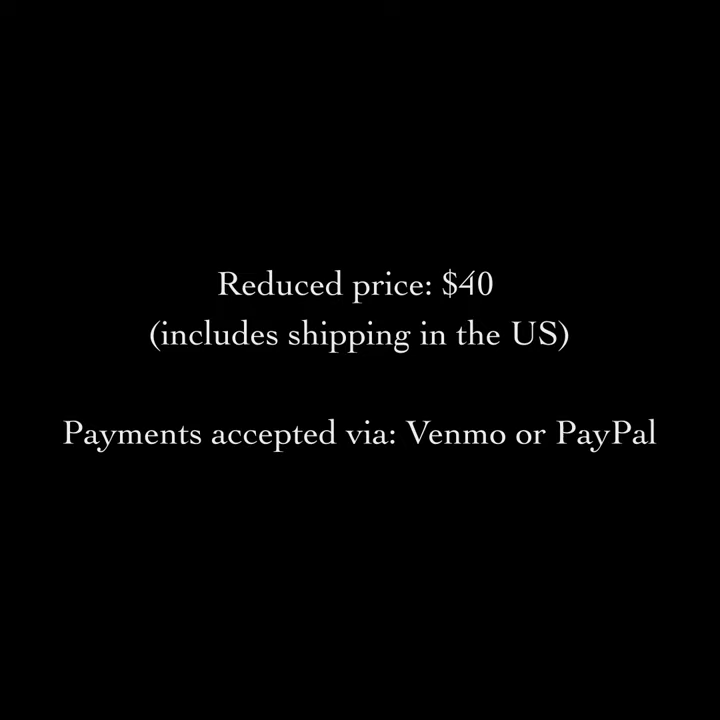 Reduced price: $40
(includes shipping in the US)
Payments accepted via: Venmo or PayPal